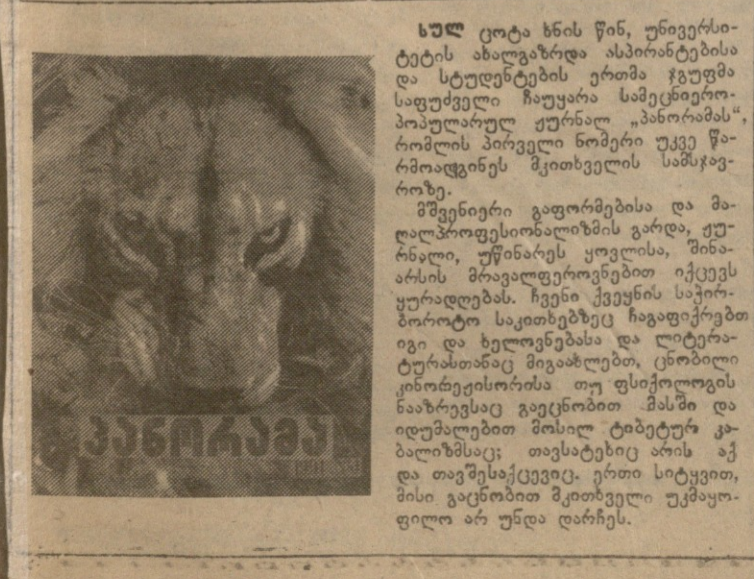 სულ ცოტა ხნის წინ, უნივერსი-
ტეტის ახალგაზრდა ასპირანტებისა
და სტუდენტების ერთმა ჯგუფმა
საფუძველი ჩაუყარა სამეცნიერო-
პოპულარულ ჟურნალ „პანორამას“,
რომლის პირველი ნომერი უკვე წა-
რმოადგინეს მკითხველის სამსჯავ-
როზე.
მშვენიერი გაფორმებისა და მა-
ღალპროფესიონალიზმის გარდა, ჟუ-
რნალი, უწინარეს ყოვლისა, შინა-
არსის მრავალფეროვნებით იქცევს
ყურადღებას. ჩვენი ქვეყნის საჭირ-
ბოროტო საკითხებზეც ჩაგაფიქრებთ
იგი და ხელოვნებასა და ლიტერა-
ტურასთანაც მიგაახლებთ, ცნობილი
კინორეჟისორისა თუ ფსიქოლოგის
ნააზრევსაც გაეცნობით მასში და
იდუმალებით მოსილ ტიბეტურ კა-
ბალიზმსაც; თავსატეხიც არის აქ
და თავშესაქცევიც. ერთი სიტყვით,
მისი გაცნობით მკითხველი უკმაყო-
ფილო არ უნდა დარჩეს.
პანორამა